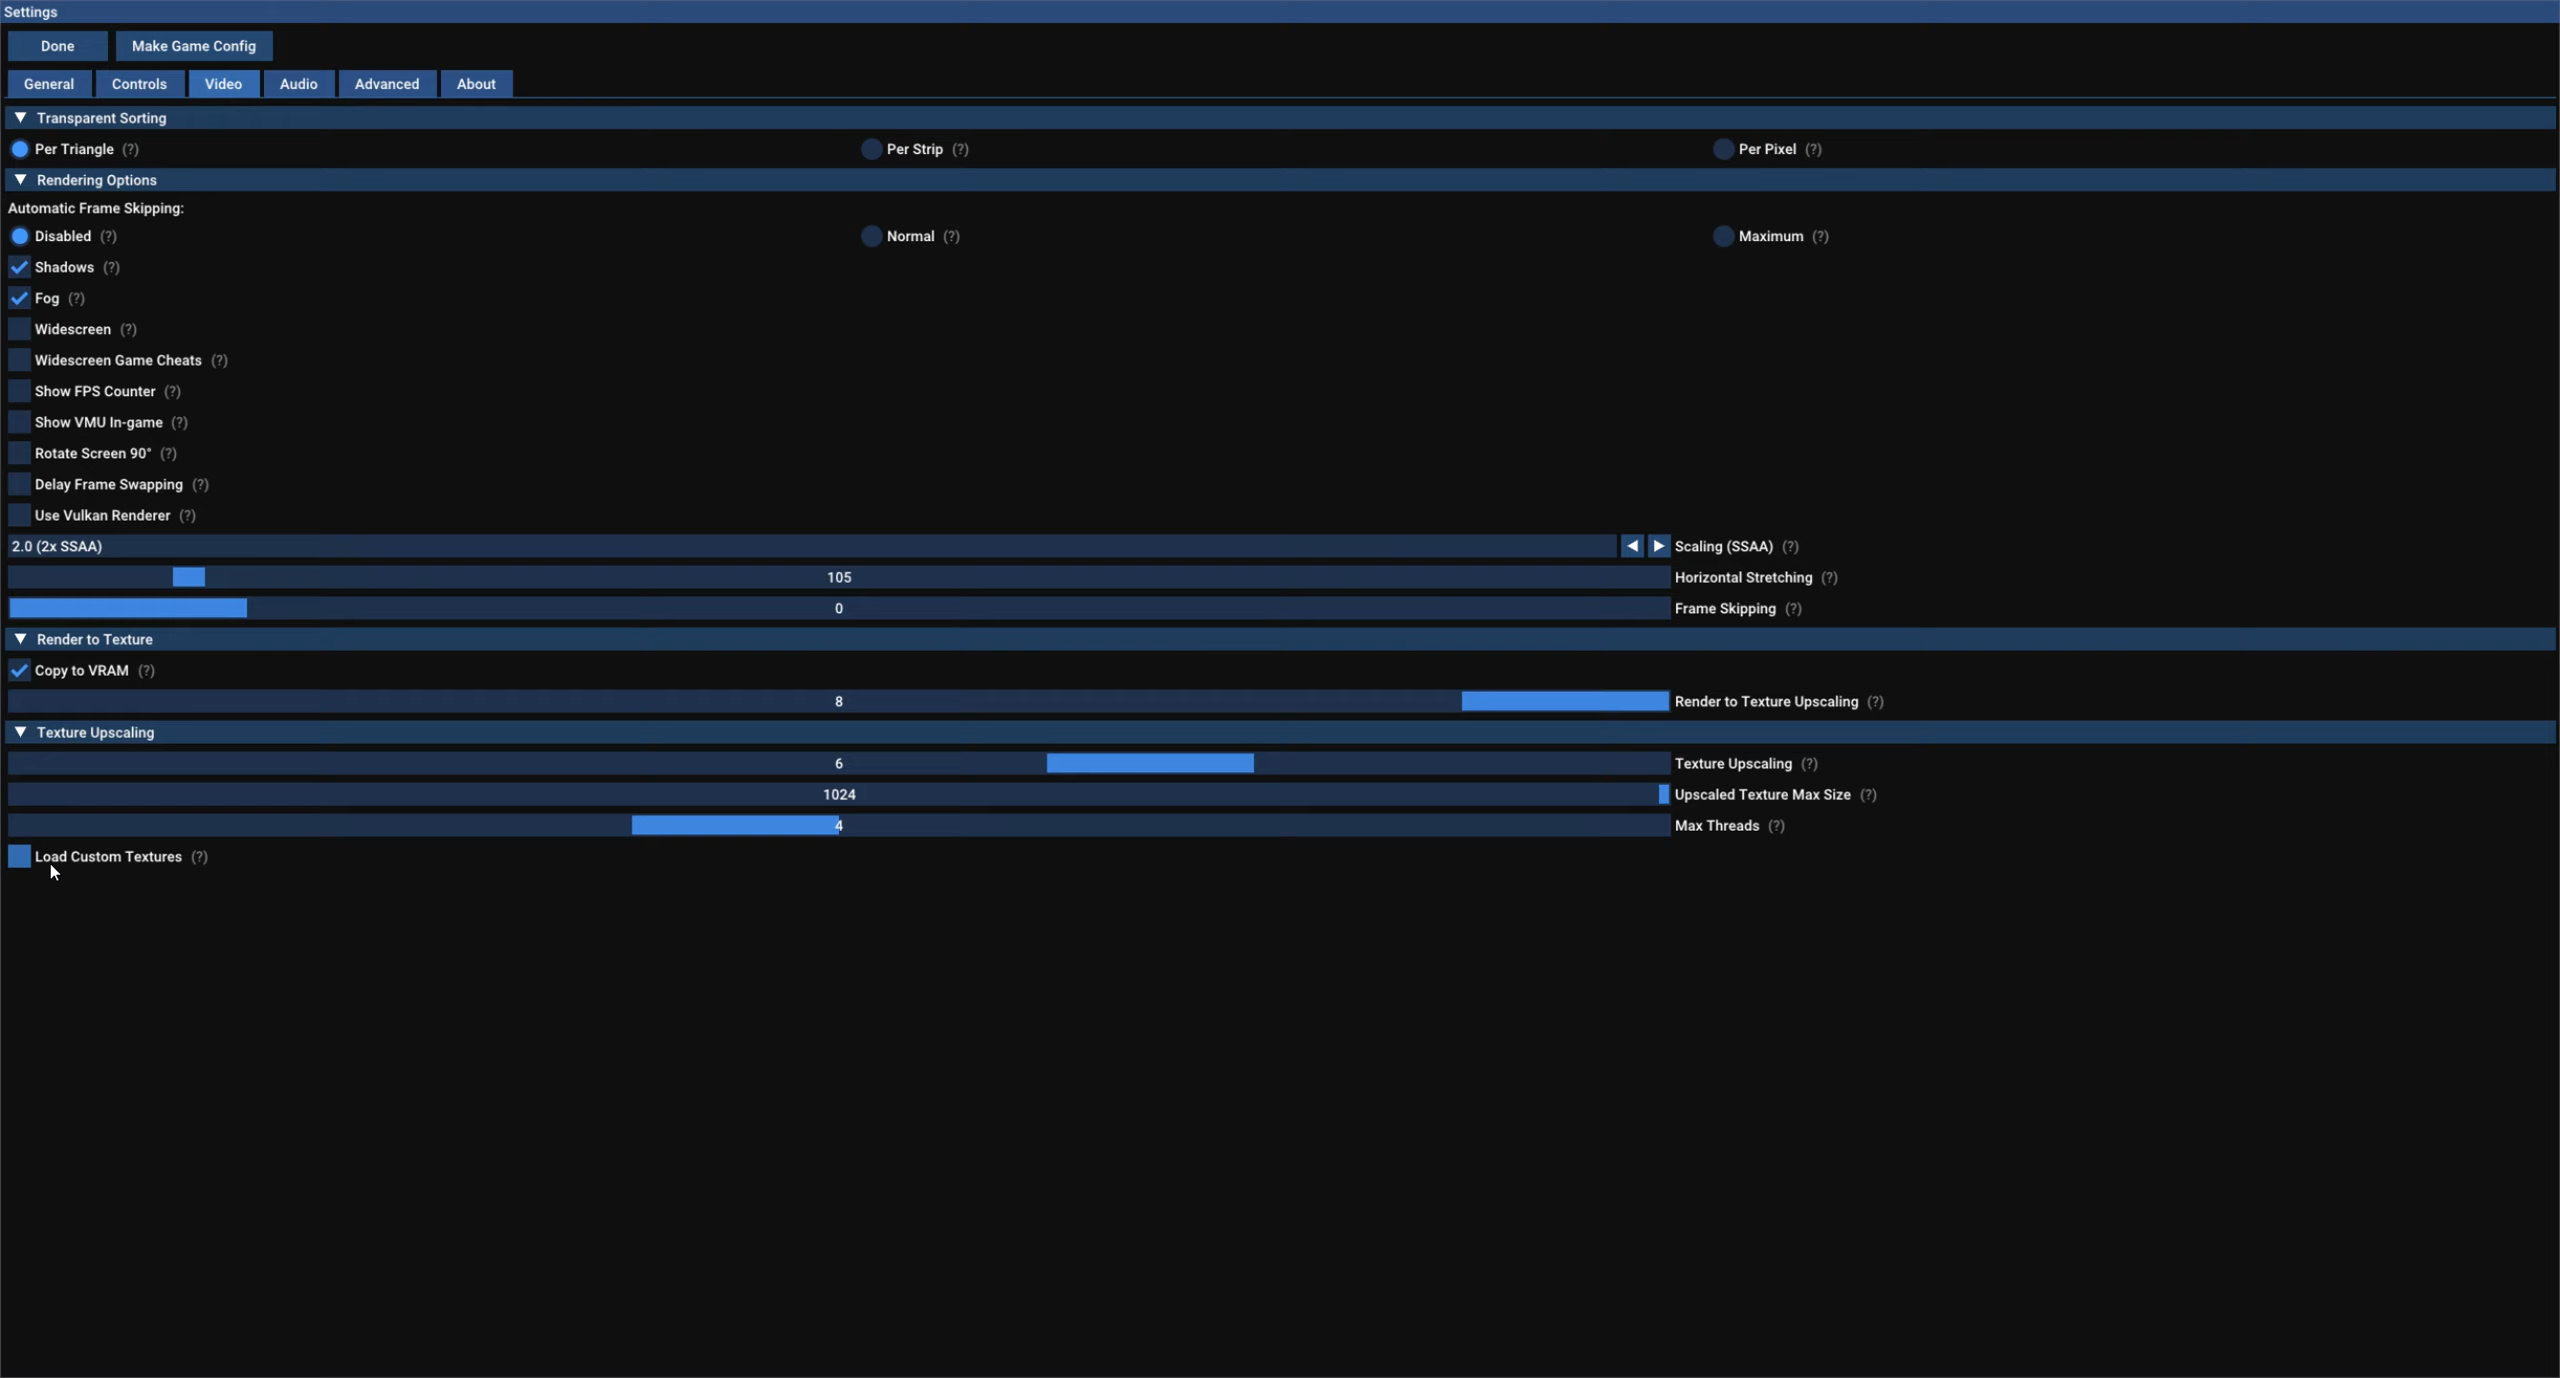 Settings
Done Make Game Config
General Controls Video Audio Advanced About
Transparent Sorting
Per Triangle (?) Per Strip (?) Per Pixel (?)
Rendering Options
Automatic Frame Skipping:
Disabled (?) Normal (?) Maximum (?)
Shadows (?)
Fog (?)
Widescreen (?)
Widescreen Game Cheats (?)
Show FPS Counter (?)
Show VMU In-game (?)
Rotate Screen 90° (?)
Delay Frame Swapping (?)
Use Vulkan Renderer (?)
2.0 (2x SSAA) Scaling (SSAA) (?)
105 Horizontal Stretching (?)
0 Frame Skipping (?)
Render to Texture
Copy to VRAM (?)
8 Render to Texture Upscaling (?)
Texture Upscaling
6 Texture Upscaling (?)
1024 Upscaled Texture Max Size (?)
4 Max Threads (?)
Load Custom Textures (?)